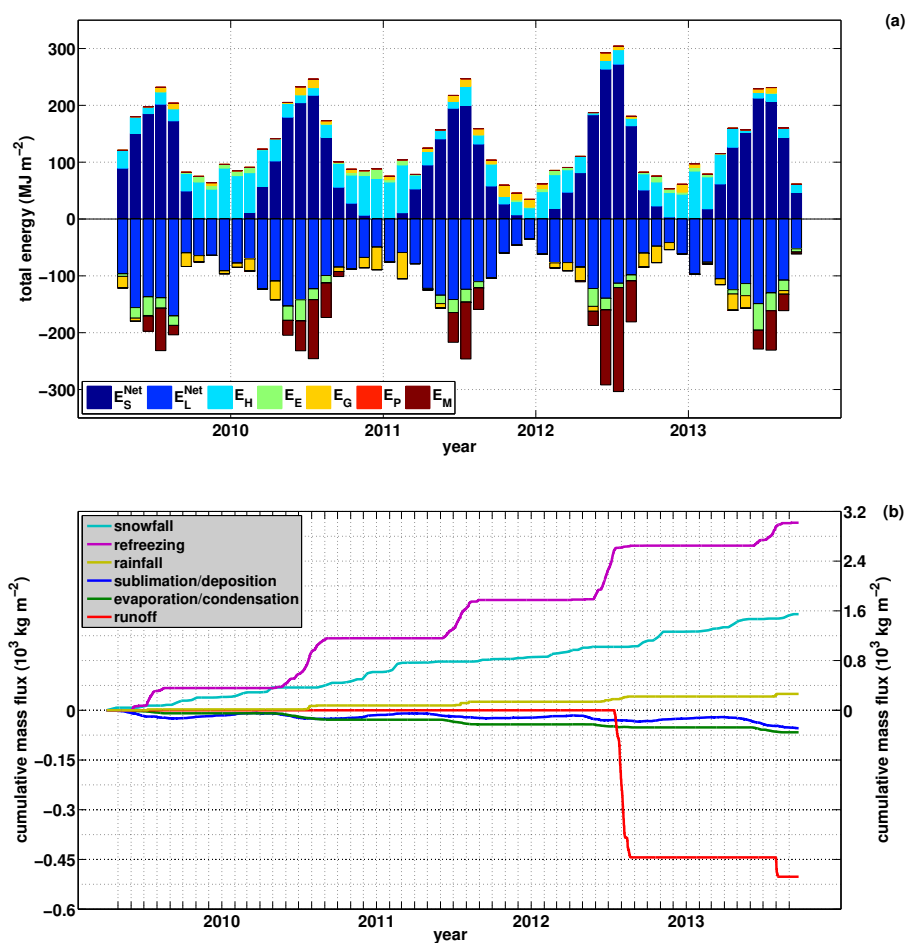 (a)
300
200
100
0
−100
−200
−300
total energy (MJ m−2)
E_S^Net E_L^Net E_H E_E E_G E_P E_M
2010 2011 2012 2013
year
(b)
snowfall
refreezing
rainfall
sublimation/deposition
evaporation/condensation
runoff
3.2
2.4
1.6
0.8
0
0
−0.15
−0.3
−0.45
−0.6
cumulative mass flux (10³ kg m−2)
cumulative mass flux (10³ kg m−2)
2010 2011 2012 2013
year